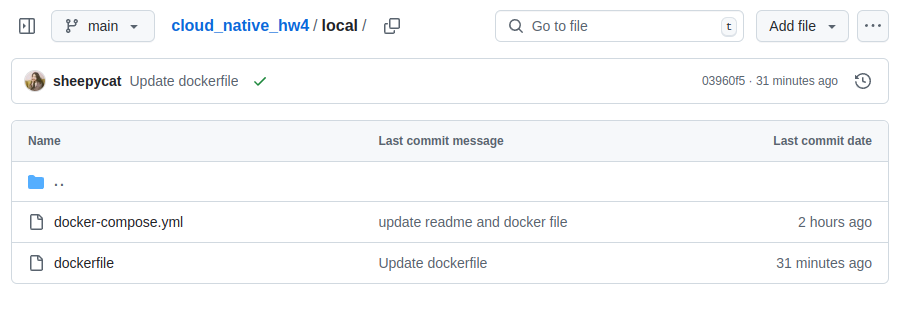 main cloud_native_hw4 / local / Go to file t Add file ...
sheepycat Update dockerfile 03960f5 · 31 minutes ago
Name Last commit message Last commit date
..
docker-compose.yml update readme and docker file 2 hours ago
dockerfile Update dockerfile 31 minutes ago